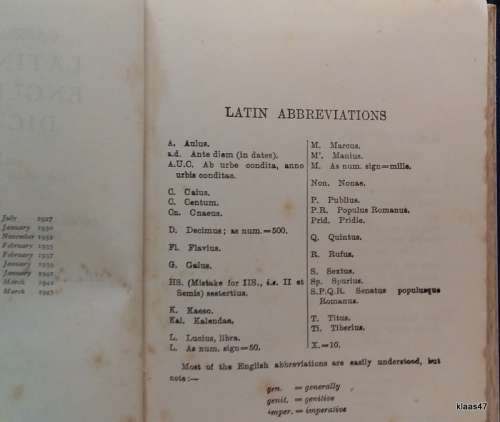 CASSE
LATIN
ENGL
DIC
July 1927
January 1930
November 1932
February 1935
February 1937
January 1939
January 1941
March 1942
March 1943
LATIN ABBREVIATIONS
A. Aulus.
a.d. Ante diem (in dates).
A.U.C. Ab urbe condita, anno
urbis conditae.
C. Caius.
C. Centum.
Cn. Cnaeus.
D. Decimus; as num.=500.
Fl. Flavius.
G. Gaius.
HS. (Mistake for IIS., i.e. II et
Semis) sestertius.
K. Kaeso.
Kal. Kalendae.
L. Lucius, libra.
L. As num. sign=50.
M. Marcus.
M'. Manius.
M. As num. sign=mille.
Non. Nonae.
P. Publius.
P.R. Populus Romanus.
Prid. Pridie.
Q. Quintus.
R. Rufus.
S. Sextus.
Sp. Spurius.
S.P.Q.R. Senatus populusque
Romanus.
T. Titus.
Ti. Tiberius.
X.=10.
Most of the English abbreviations are easily understood, but
note:—
gen. = generally
genit. = genitive
imper. = imperative
klaas47